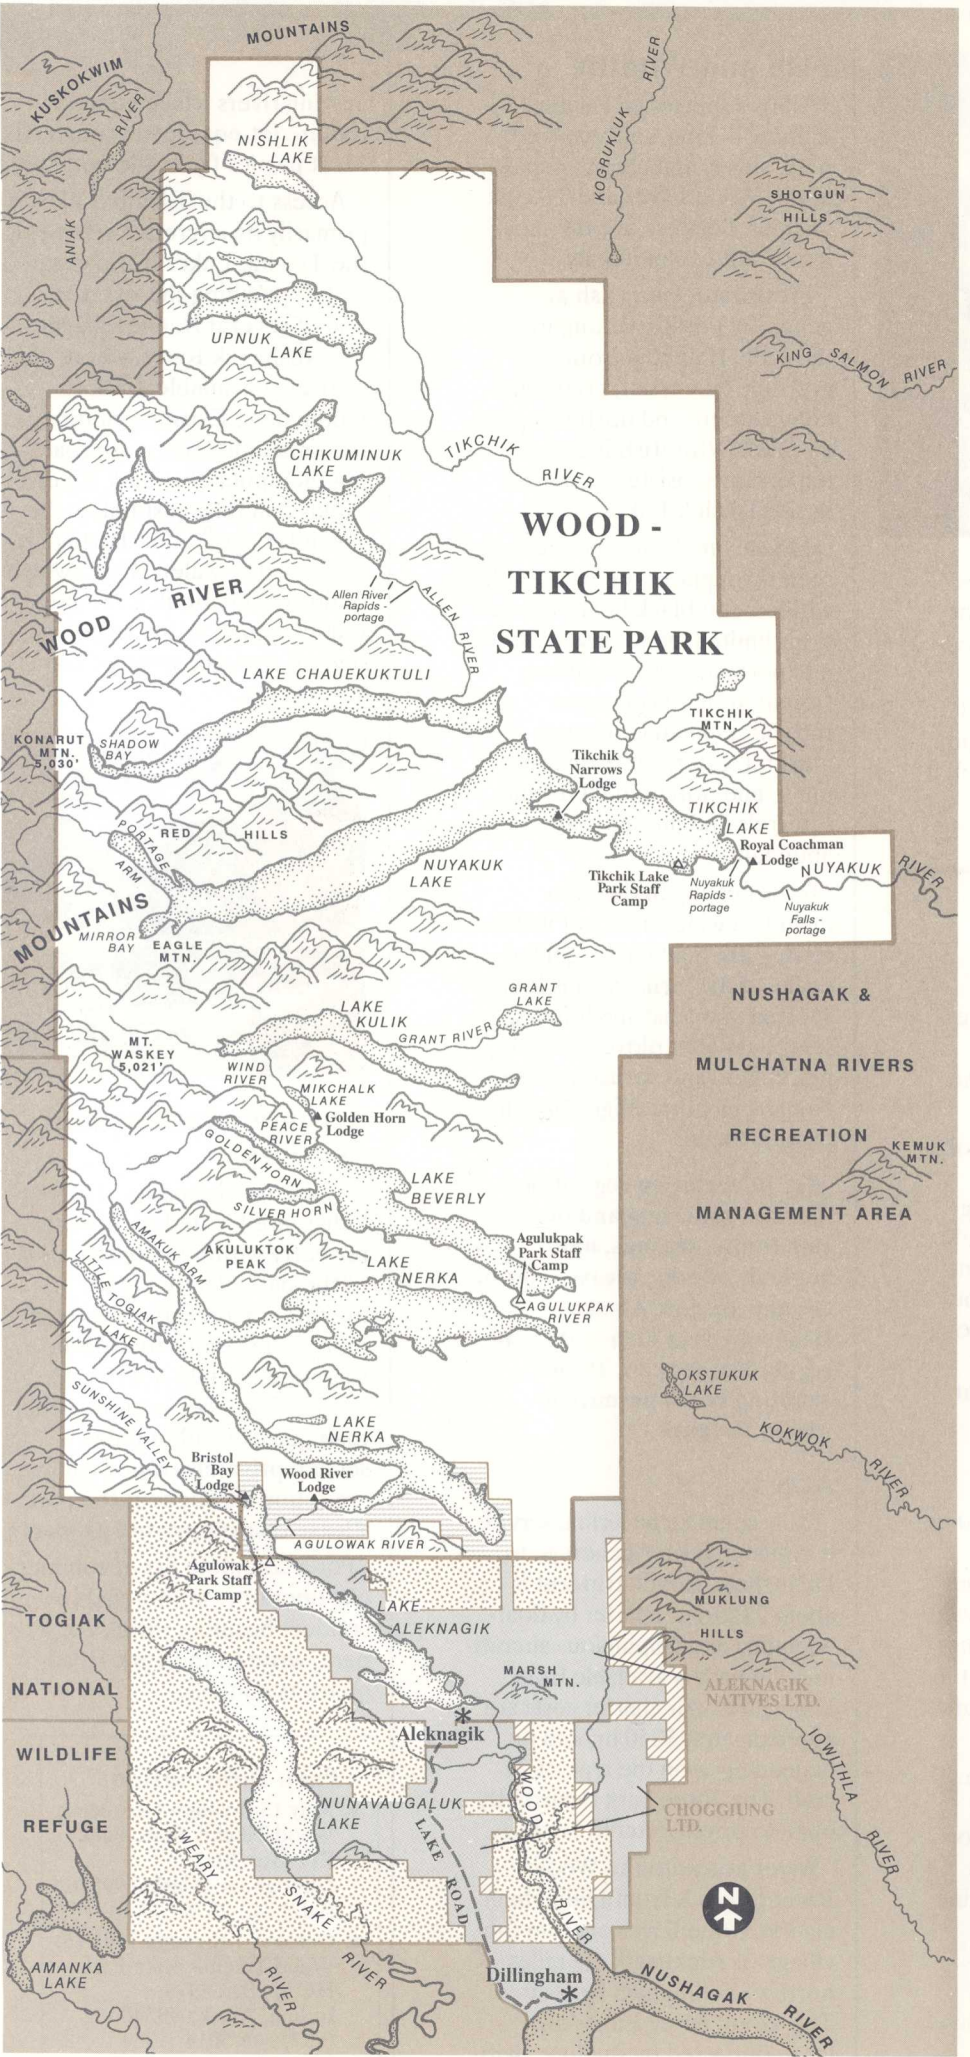 MOUNTAINS
KUSKOKWIM
RIVER
ANIAK
NISHLIK
LAKE
KOGRUKLUK
RIVER
SHOTGUN
HILLS
UPNUK
LAKE
KING SALMON RIVER
CHIKUMINUK
LAKE
TIKCHIK
RIVER
WOOD -
TIKCHIK
STATE PARK
Allen River
Rapids -
portage
ALLEN RIVER
WOOD RIVER
LAKE CHAUEKUKTULI
KONARUT
MTN.
5,030'
SHADOW
BAY
TIKCHIK
MTN.
Tikchik
Narrows
Lodge
TIKCHIK
LAKE
PORTAGE
ARM
RED HILLS
Royal Coachman
Lodge
NUYAKUK
RIVER
NUYAKUK
LAKE
Tikchik Lake
Park Staff
Camp
Nuyakuk
Rapids -
portage
Nuyakuk
Falls -
portage
MOUNTAINS
MIRROR
BAY
EAGLE
MTN.
NUSHAGAK &
MULCHATNA RIVERS
RECREATION
MANAGEMENT AREA
GRANT
LAKE
LAKE
KULIK
GRANT RIVER
MT.
WASKEY
5,021'
WIND
RIVER
MIKCHALK
LAKE
Golden Horn
Lodge
PEACE
RIVER
GOLDEN HORN
KEMUK
MTN.
LAKE
BEVERLY
SILVER HORN
AMAKUK ARM
AKULUKTOK
PEAK
Agulukpak
Park Staff
Camp
LAKE
NERKA
LITTLE TOGIAK
LAKE
AGULUKPAK
RIVER
OKSTUKUK
LAKE
SUNSHINE VALLEY
LAKE
NERKA
KOKWOK
RIVER
Bristol
Bay
Lodge
Wood River
Lodge
AGULOWAK RIVER
Agulowak
Park Staff
Camp
LAKE
ALEKNAGIK
MUKLUNG
HILLS
TOGIAK
NATIONAL
WILDLIFE
REFUGE
MARSH
MTN.
ALEKNAGIK
NATIVES LTD.
Aleknagik
IOWITHLA
RIVER
NUNAVAUGALUK
LAKE
WOOD
RIVER
CHOGGIUNG
LTD.
LAKE ROAD
WEARY
RIVER
SNAKE
RIVER
N
AMANKA
LAKE
Dillingham
NUSHAGAK RIVER